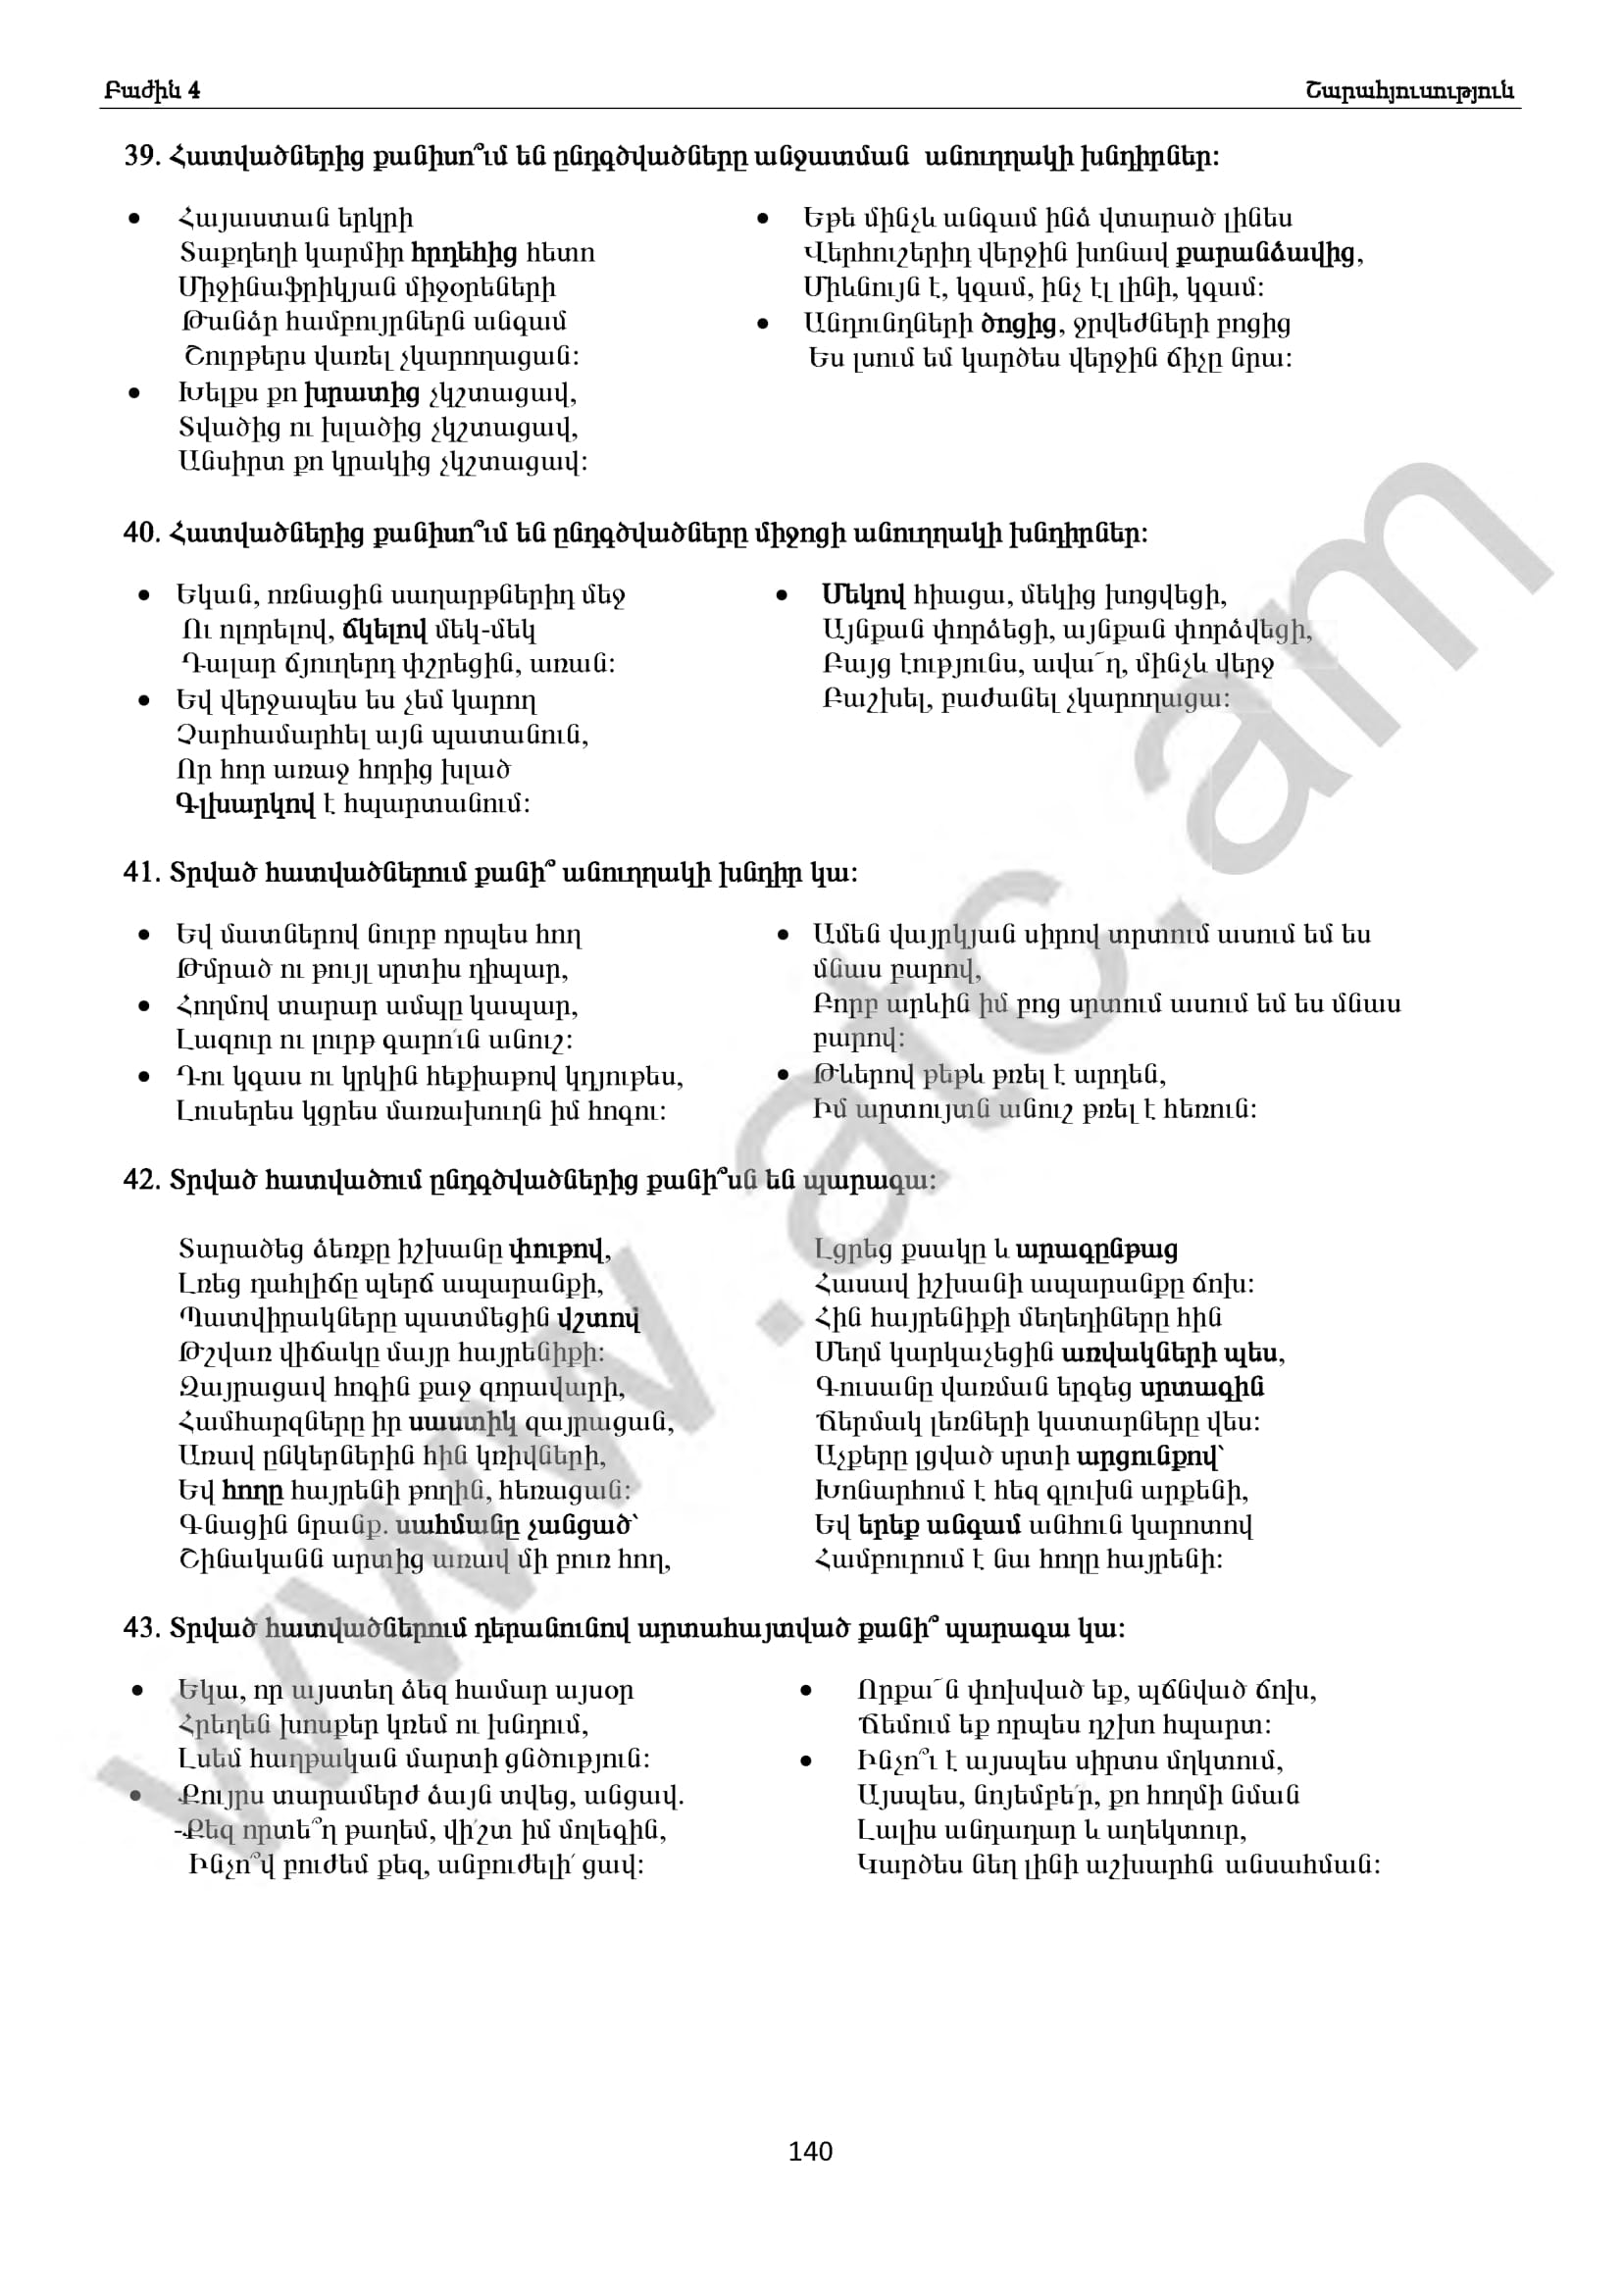 Բաժին 4 Շարահյուսություն
39. Հատվածներից քանիսո՞ւմ են ընդգծվածները անջատման անուղղակի խնդիրներ:
• Հայաստան երկրի
Տաքդեղի կարմիր հրդեհից հետո
Միջինաֆրիկյան միջօրեների
Թանձր համբույրներն անգամ
Շուրթերս վառել չկարողացան:
• Խելքս քո խրատից չկշտացավ,
Տվածից ու խլածից չկշտացավ,
Անսիրտ քո կրակից չկշտացավ:
• Եթե մինչև անգամ ինձ վտարած լինես
Վերհուշերիդ վերջին խոնավ քարանձավից,
Միևնույն է, կգամ, ինչ էլ լինի, կգամ:
• Անդունդների ծոցից, ջրվեժների բոցից
Ես լսում եմ կարծես վերջին ճիչը նրա:
40. Հատվածներից քանիսո՞ւմ են ընդգծվածները միջոցի անուղղակի խնդիրներ:
• Եկան, ոռնացին սաղարթներիդ մեջ
Ու ոլորելով, ճկելով մեկ-մեկ
Դալար ճյուղերդ փշրեցին, առան:
• Եվ վերջապես ես չեմ կարող
Չարհամարհել այն պատանուն,
Որ հոր առաջ հորից խլած
Գլխարկով է հպարտանում:
• Մեկով հիացա, մեկից խոցվեցի,
Այնքան փորձեցի, այնքան փորձվեցի,
Բայց էությունս, ավա՜ղ, մինչև վերջ
Բաշխել, բաժանել չկարողացա:
41. Տրված հատվածներում քանի՞ անուղղակի խնդիր կա:
• Եվ մատներով նուրբ որպես հող
Թմրած ու թույլ սրտիս դիպար,
• Հողմով տարար ամպը կապար,
Լազուր ու լուրթ գարո՛ւն անուշ:
• Դու կգաս ու կրկին հեքիաթով կդյութես,
Լուսերես կցրես մառախուղն իմ հոգու:
• Ամեն վայրկյան սիրով տրտում ասում եմ ես
մնաս բարով,
Բորբ արևին իմ բոց սրտում ասում եմ ես մնաս
բարով:
• Թևերով թեթև թռել է արդեն,
Իմ արտույտն անուշ թռել է հեռուն:
42. Տրված հատվածում ընդգծվածներից քանի՞սն են պարագա:
Տարածեց ձեռքը իշխանը փութով,
Լռեց դահլիճը պերճ ապարանքի,
Պատվիրակները պատմեցին վշտով
Թշվառ վիճակը մայր հայրենիքի:
Զայրացավ հոգին քաջ զորավարի,
Համհարզները իր սաստիկ զայրացան,
Առավ ընկերներին հին կռիվների,
Եվ հողը հայրենի թողին, հեռացան:
Գնացին նրանք. սահմանը չանցած՝
Շինականն արտից առավ մի բուռ հող,
Լցրեց քսակը և արագընթաց
Հասավ իշխանի ապարանքը ճոխ:
Հին հայրենիքի մեղեդիները հին
Մեղմ կարկաչեցին առվակների պես,
Գուսանը վառման երգեց սրտագին
Ճերմակ լեռների կատարները վես:
Աչքերը լցված սրտի արցունքով՝
Խոնարհում է հեզ գլուխն արքենի,
Եվ երեք անգամ անհուն կարոտով
Համբուրում է նա հողը հայրենի:
43. Տրված հատվածներում դերանունով արտահայտված քանի՞ պարագա կա:
• Եկա, որ այստեղ ձեզ համար այսօր
Հրեղեն խոսքեր կռեմ ու խնդում,
Լսեմ հաղթական մարտի ցնծություն:
• Քույրս տարամերժ ձայն տվեց, անցավ.
-Քեզ որտե՞ղ թաղեմ, վի՛շտ իմ մոլեգին,
Ինչո՞վ բուժեմ քեզ, անբուժելի՛ ցավ:
• Որքա՜ն փոխված եք, պճնված ճոխ,
Ճեմում եք որպես դշխո հպարտ:
• Ինչո՞ւ է այսպես սիրտս մղկտում,
Այսպես, նոյեմբե՛ր, քո հողմի նման
Լալիս անդադար և աղեկտուր,
Կարծես նեղ լինի աշխարհն անսահման:
140
www.atc.am